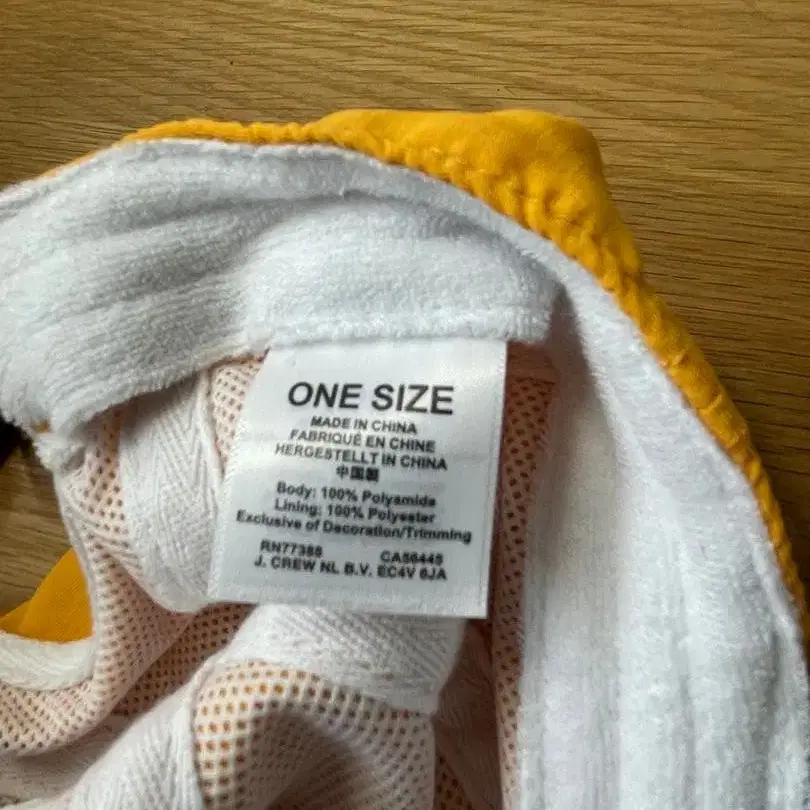 ONE SIZE
MADE IN CHINA
FABRIQUÉ EN CHINE
HERGESTELLT IN CHINA
中国製
Body: 100% Polyamide
Lining: 100% Polyester
Exclusive of Decoration/Trimming
RN77388 CA56445
J. CREW NL B.V. EC4V 6JA